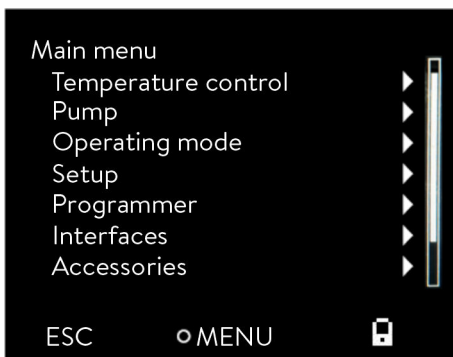 Main menu
Temperature control
Pump
Operating mode
Setup
Programmer
Interfaces
Accessories
ESC MENU